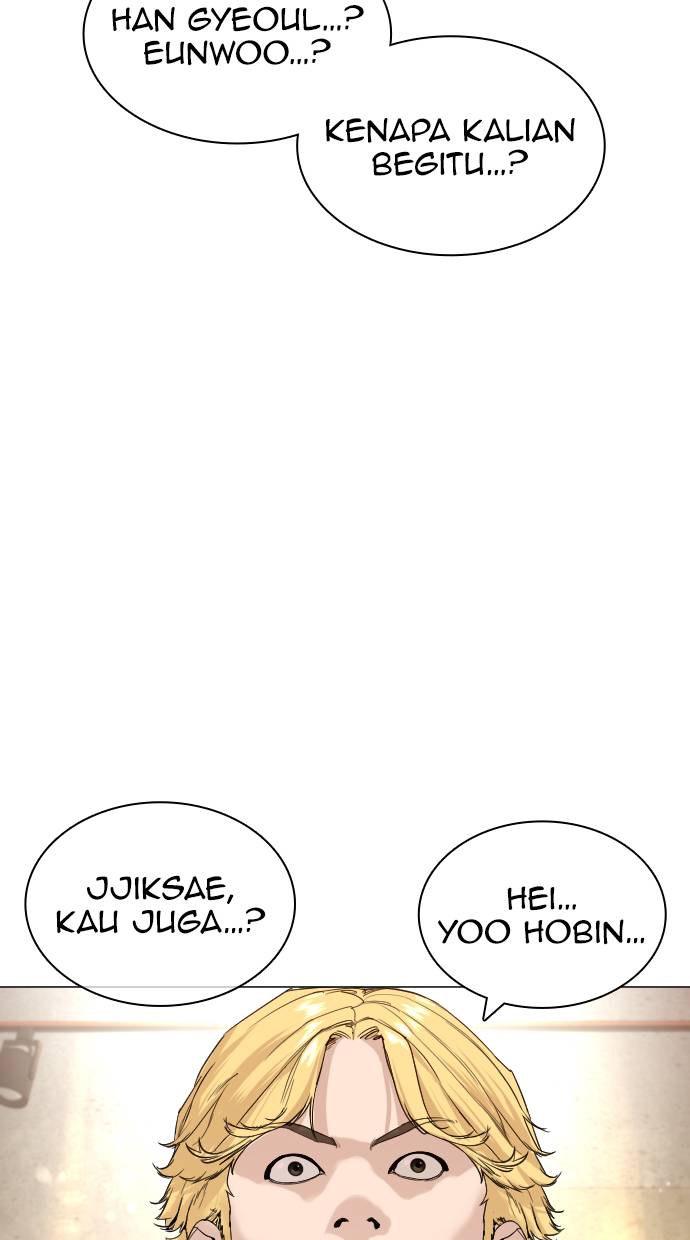 HAN GYEOUL...?
EUNWOO...?
KENAPA KALIAN
BEGITU...?
JJIKSAE,
KAU JUGA...?
HEI...
YOO HOBIN...